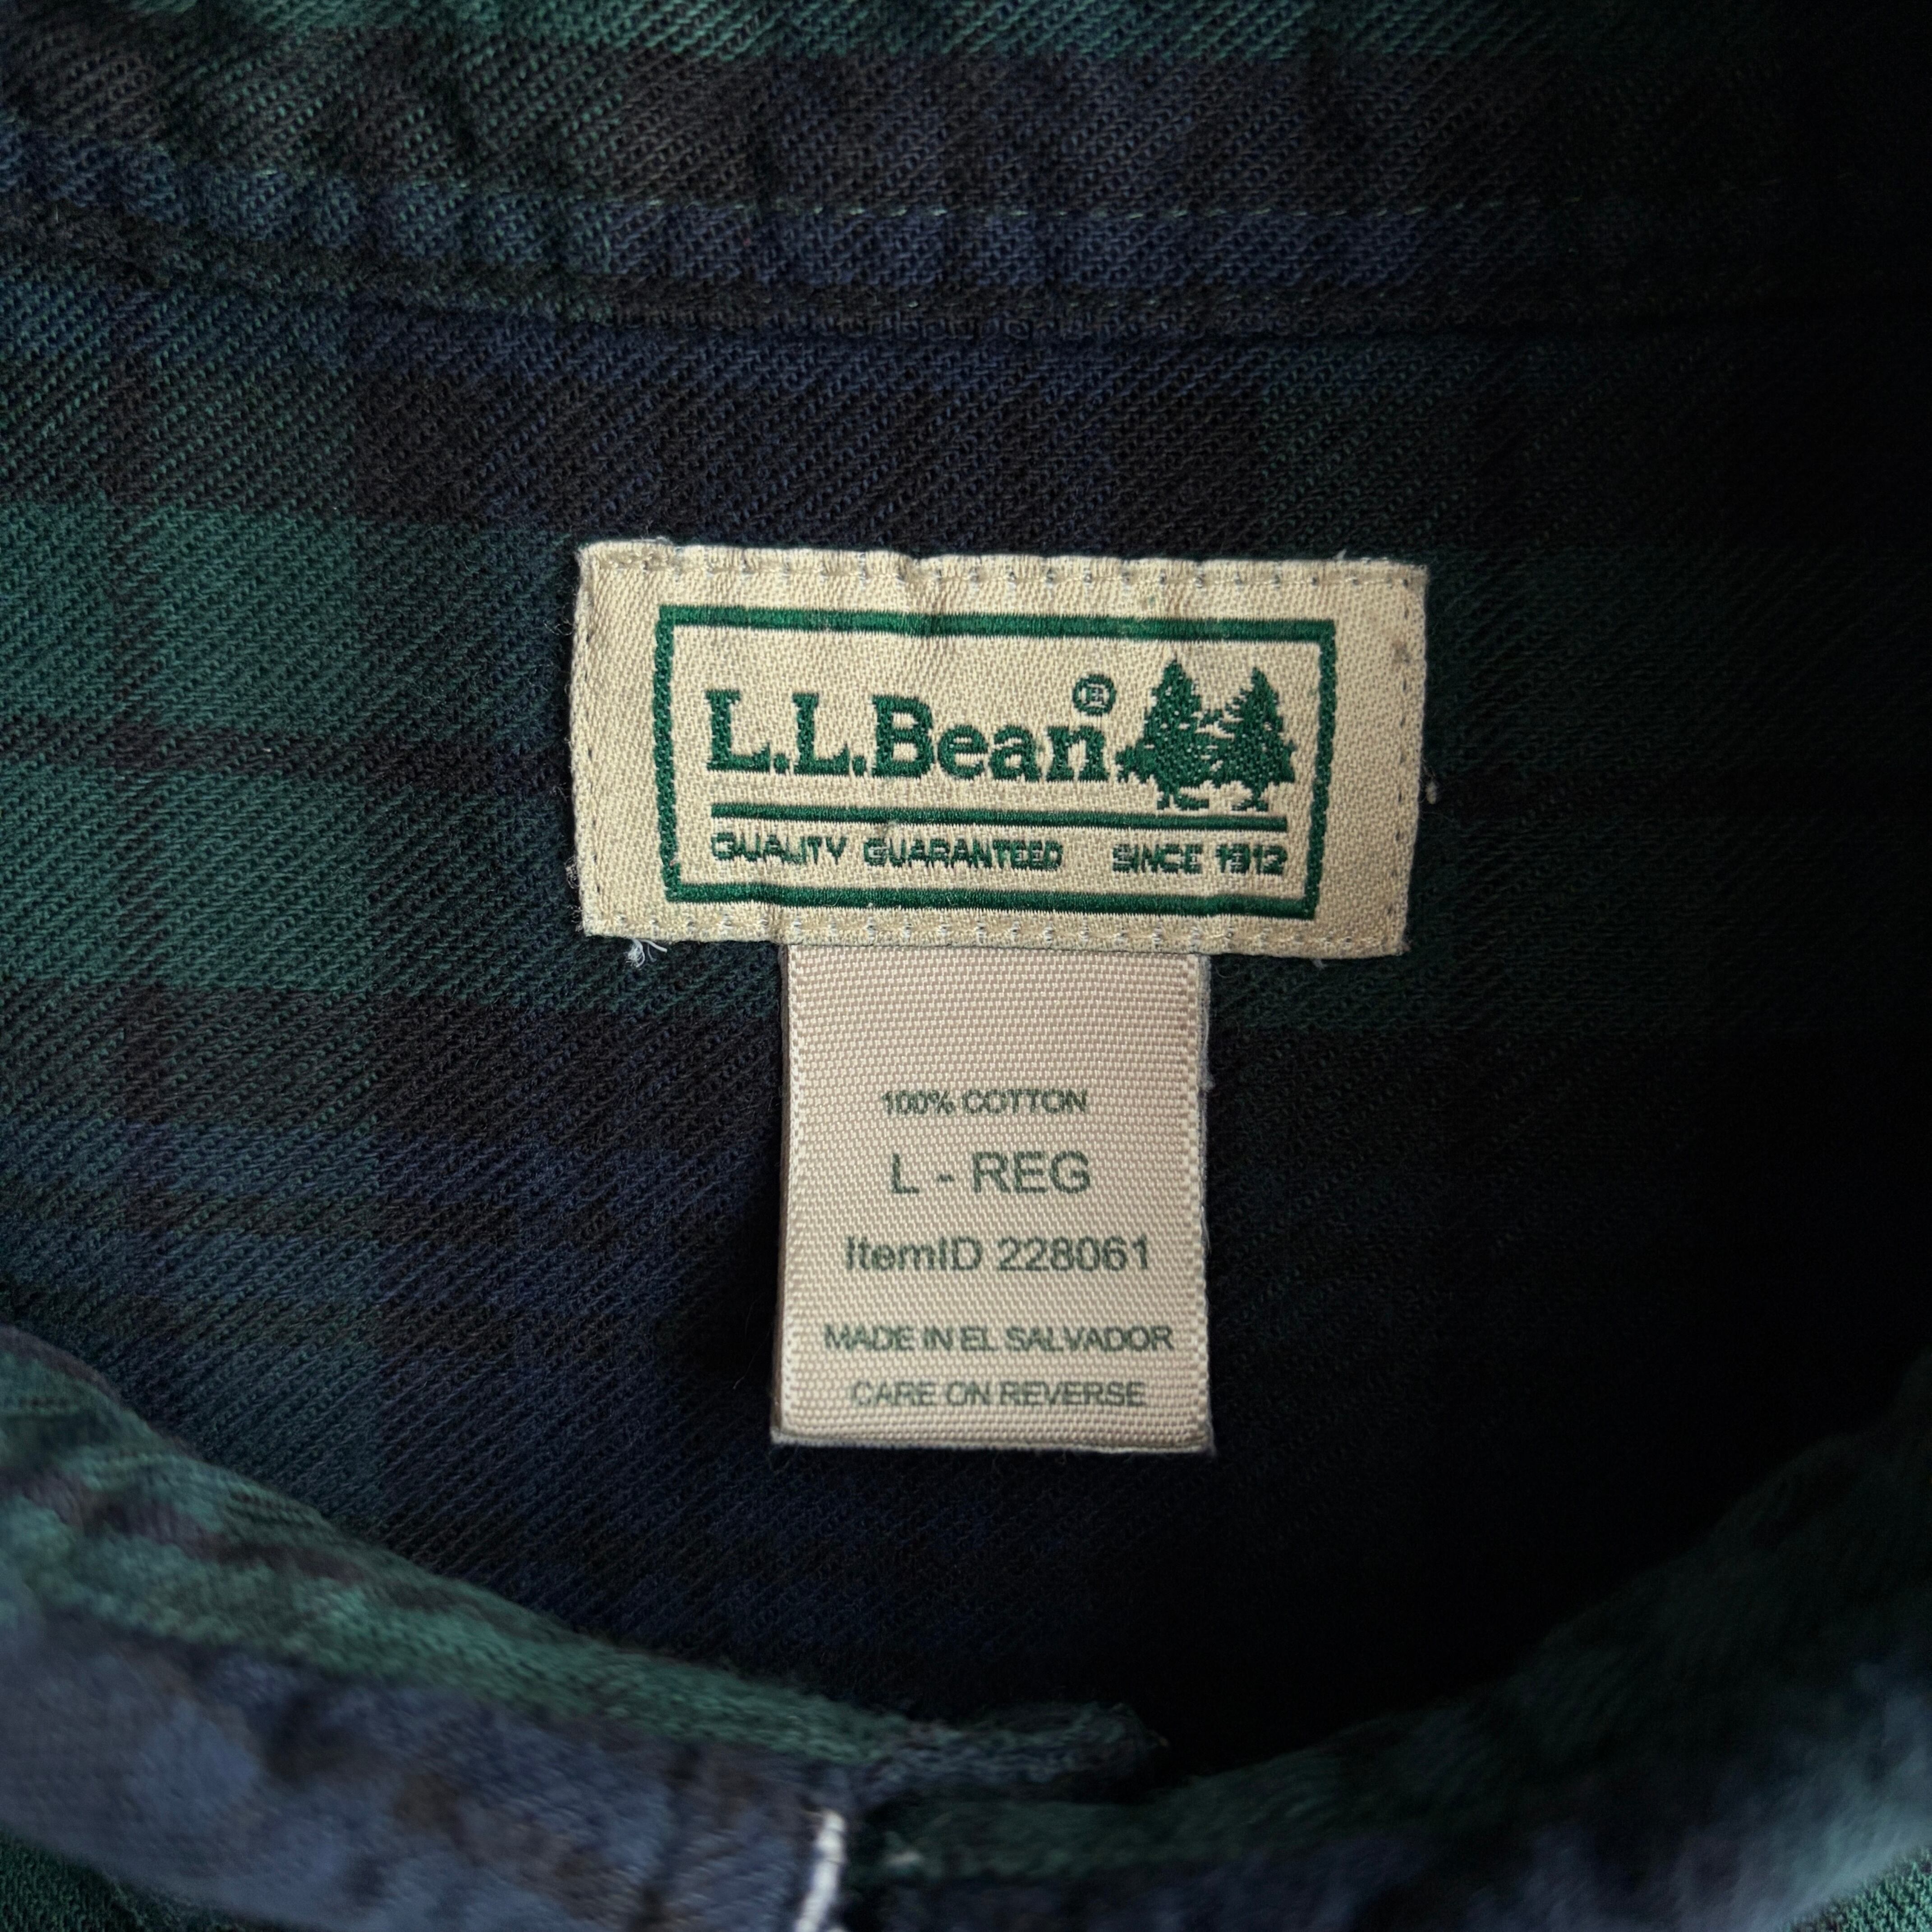 L.L.Bean®
QUALITY GUARANTEED SINCE 1912
100% COTTON
L - REG
ItemID 228061
MADE IN EL SALVADOR
CARE ON REVERSE